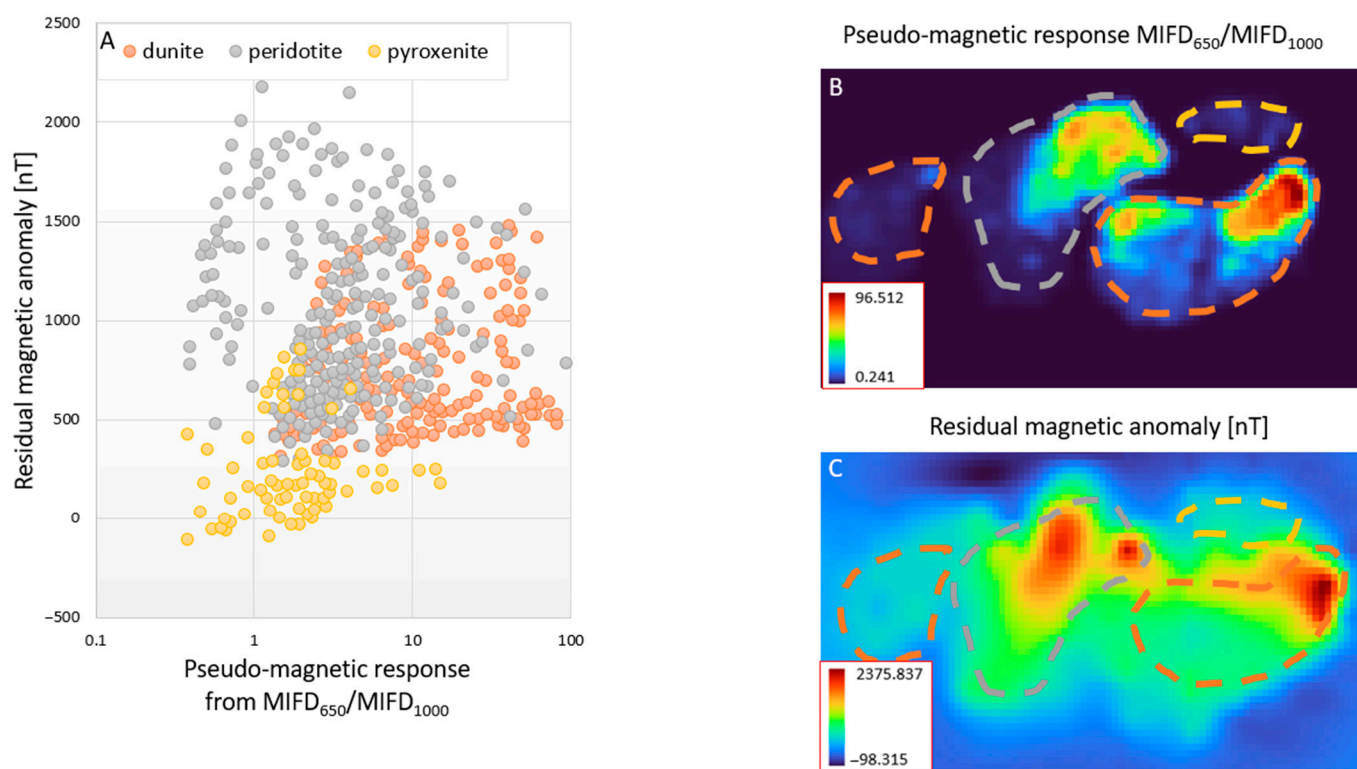 A
dunite peridotite pyroxenite
2500
2000
1500
1000
500
0
−500
0.1 1 10 100
Residual magnetic anomaly [nT]
Pseudo-magnetic response
from MIFD650/MIFD1000
Pseudo-magnetic response MIFD650/MIFD1000
B
96.512
0.241
Residual magnetic anomaly [nT]
C
2375.837
−98.315